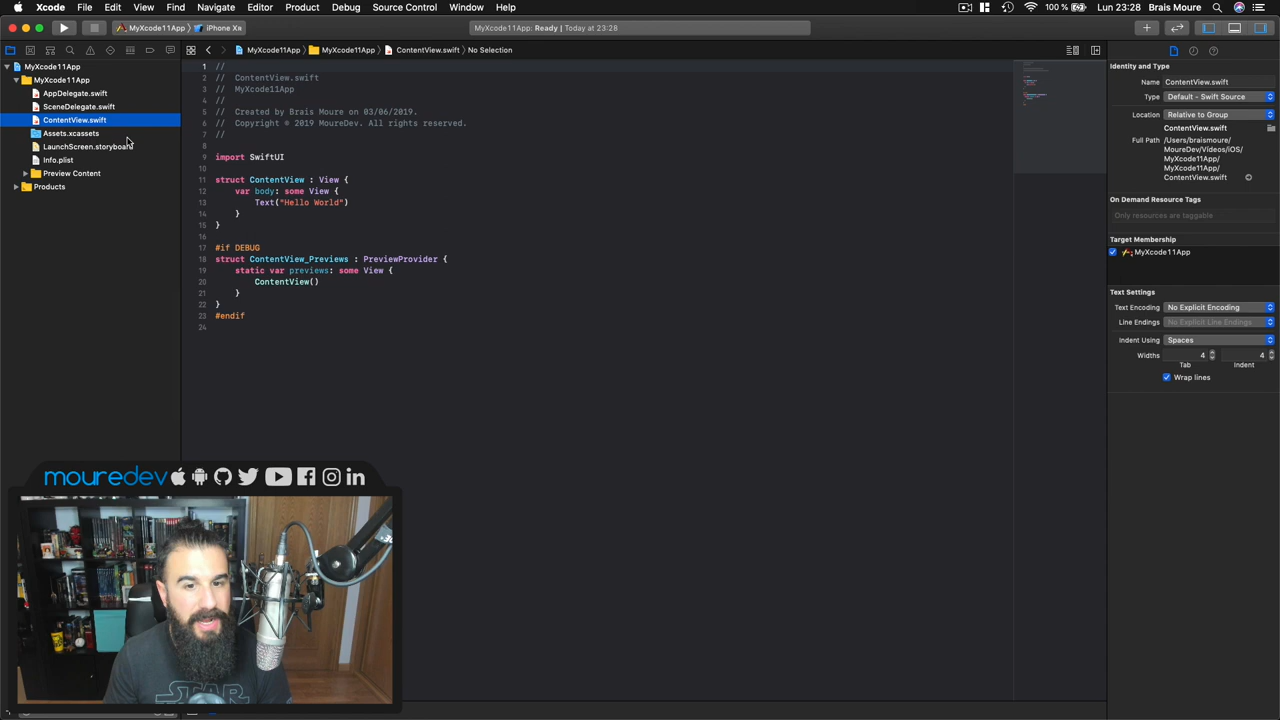 Xcode File Edit View Find Navigate Editor Product Debug Source Control Window Help
100 % Lun 23:28 Brais Moure
MyXcode11App iPhone Xʀ
MyXcode11App: Ready | Today at 23:28
MyXcode11App MyXcode11App ContentView.swift No Selection
MyXcode11App
MyXcode11App
AppDelegate.swift
SceneDelegate.swift
ContentView.swift
Assets.xcassets
LaunchScreen.storyboard
Info.plist
Preview Content
Products
1 //
2 // ContentView.swift
3 // MyXcode11App
4 //
5 // Created by Brais Moure on 03/06/2019.
6 // Copyright © 2019 MoureDev. All rights reserved.
7 //
8
9 import SwiftUI
10
11 struct ContentView : View {
12 var body: some View {
13 Text("Hello World")
14 }
15 }
16
17 #if DEBUG
18 struct ContentView_Previews : PreviewProvider {
19 static var previews: some View {
20 ContentView()
21 }
22 }
23 #endif
24
Identity and Type
Name ContentView.swift
Type Default - Swift Source
Location Relative to Group
ContentView.swift
Full Path /Users/braismoure/
MoureDev/Vídeos/iOS/
MyXcode11App/
MyXcode11App/
ContentView.swift
On Demand Resource Tags
Only resources are taggable
Target Membership
MyXcode11App
Text Settings
Text Encoding No Explicit Encoding
Line Endings No Explicit Line Endings
Indent Using Spaces
Widths 4 4
Tab Indent
Wrap lines
mouredev
STAR